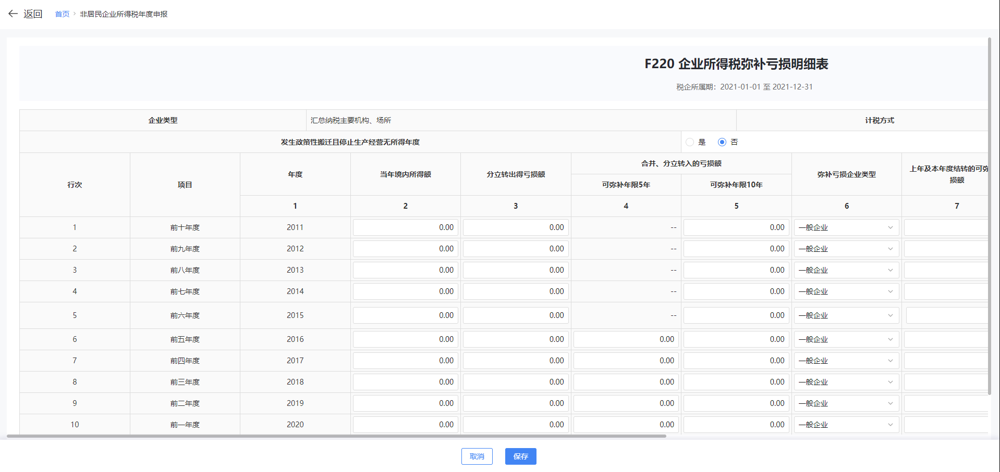 返回 首页 > 非居民企业所得税年度申报
F220 企业所得税弥补亏损明细表
税企所属期：2021-01-01 至 2021-12-31
企业类型 汇总纳税主要机构、场所 计税方式
发生政策性搬迁且停止生产经营无所得年度 是 否
行次 项目 年度 当年境内所得额 分立转出得亏损额 合并、分立转入的亏损额 弥补亏损企业类型 上年及本年度结转的可弥
损额
可弥补年限5年 可弥补年限10年
1 2 3 4 5 6 7
1 前十年度 2011 0.00 0.00 -- 0.00 一般企业
2 前九年度 2012 0.00 0.00 -- 0.00 一般企业
3 前八年度 2013 0.00 0.00 -- 0.00 一般企业
4 前七年度 2014 0.00 0.00 -- 0.00 一般企业
5 前六年度 2015 0.00 0.00 -- 0.00 一般企业
6 前五年度 2016 0.00 0.00 0.00 0.00 一般企业
7 前四年度 2017 0.00 0.00 0.00 0.00 一般企业
8 前三年度 2018 0.00 0.00 0.00 0.00 一般企业
9 前二年度 2019 0.00 0.00 0.00 0.00 一般企业
10 前一年度 2020 0.00 0.00 0.00 0.00 一般企业
取消 保存